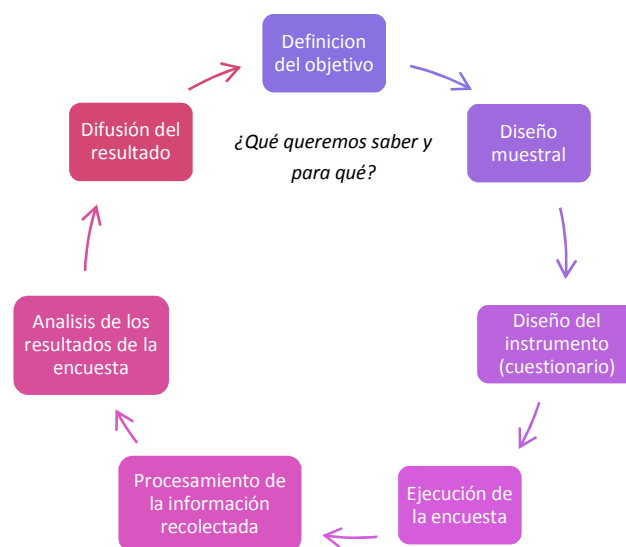 Definicion
del objetivo
¿Qué queremos saber y
para qué?
Diseño
muestral
Diseño del
instrumento
(cuestionario)
Ejecución de
la encuesta
Procesamiento de
la información
recolectada
Analisis de los
resultados de la
encuesta
Difusión del
resultado